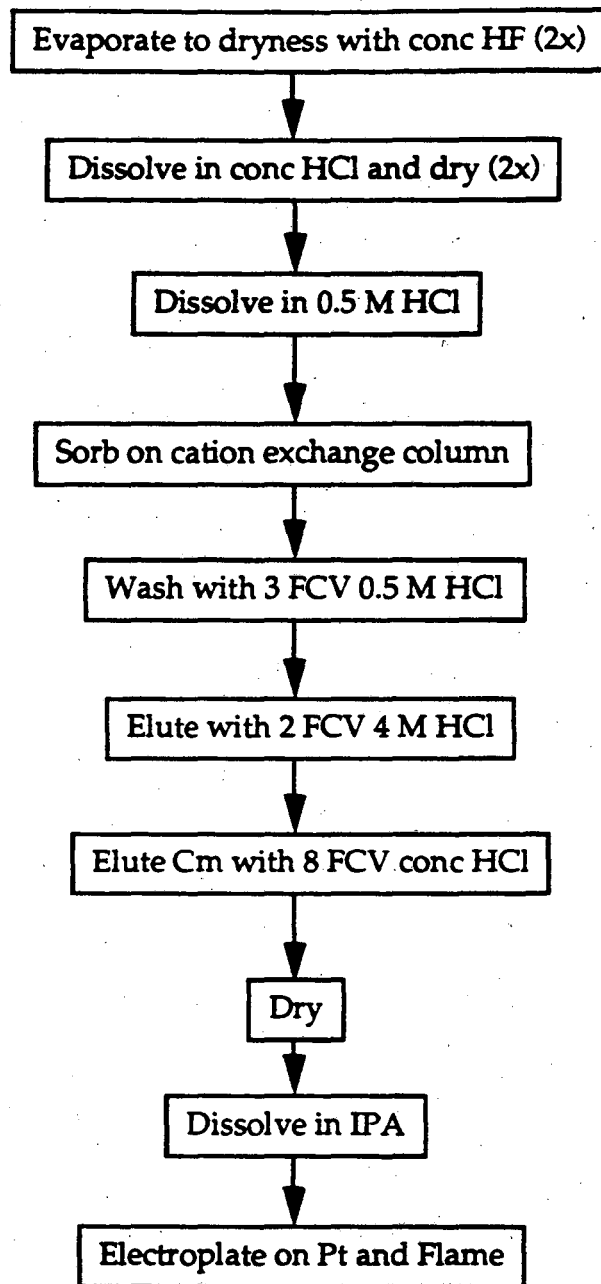 Evaporate to dryness with conc HF (2x)
Dissolve in conc HCl and dry (2x)
Dissolve in 0.5 M HCl
Sorb on cation exchange column
Wash with 3 FCV 0.5 M HCl
Elute with 2 FCV 4 M HCl
Elute Cm with 8 FCV conc HCl
Dry
Dissolve in IPA
Electroplate on Pt and Flame